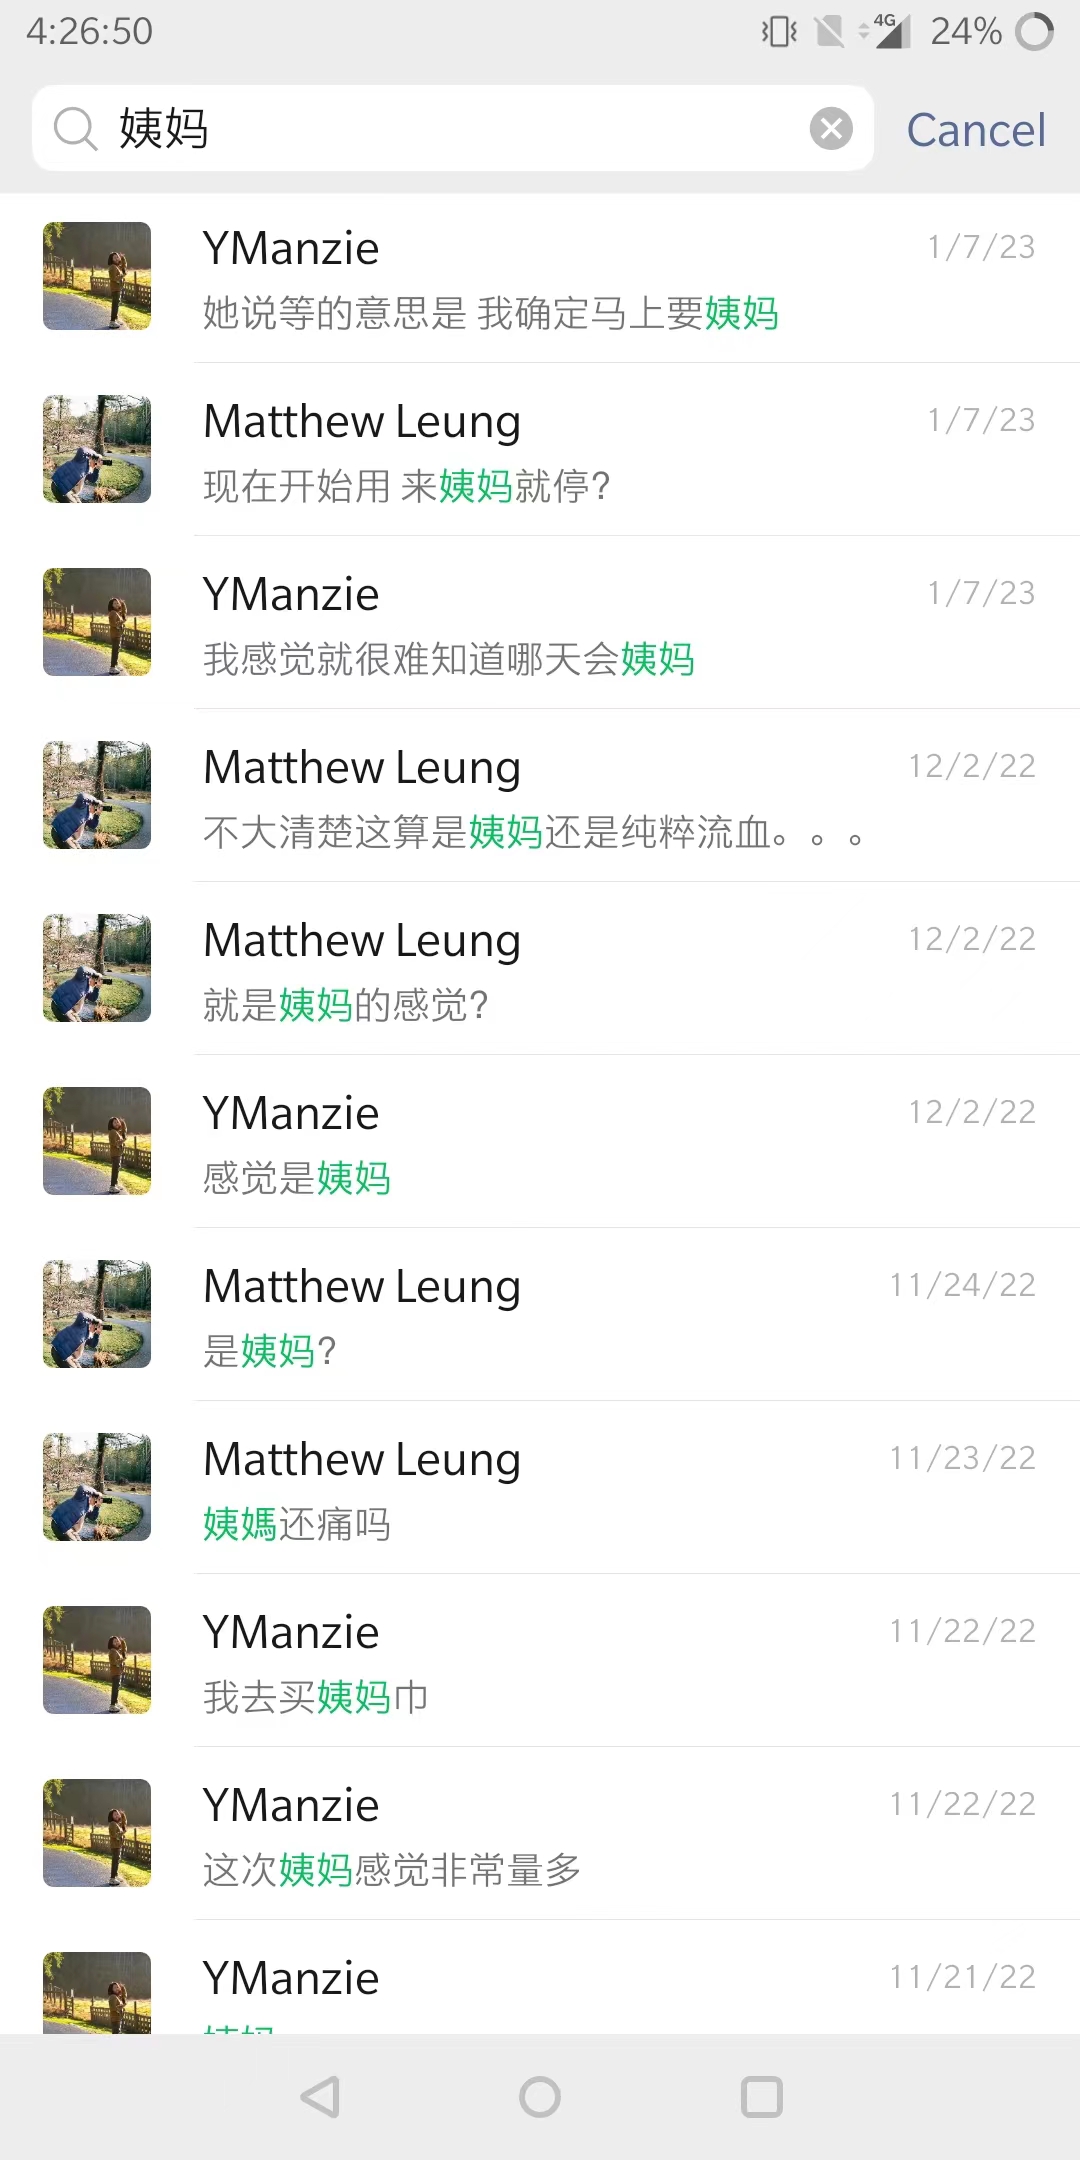 4:26:50
4G
24%
姨妈
Cancel
YManzie
1/7/23
她说等的意思是 我确定马上要姨妈
Matthew Leung
1/7/23
现在开始用 来姨妈就停?
YManzie
1/7/23
我感觉就很难知道哪天会姨妈
Matthew Leung
12/2/22
不大清楚这算是姨妈还是纯粹流血。。。
Matthew Leung
12/2/22
就是姨妈的感觉?
YManzie
12/2/22
感觉是姨妈
Matthew Leung
11/24/22
是姨妈?
Matthew Leung
11/23/22
姨媽还痛吗
YManzie
11/22/22
我去买姨妈巾
YManzie
11/22/22
这次姨妈感觉非常量多
YManzie
11/21/22